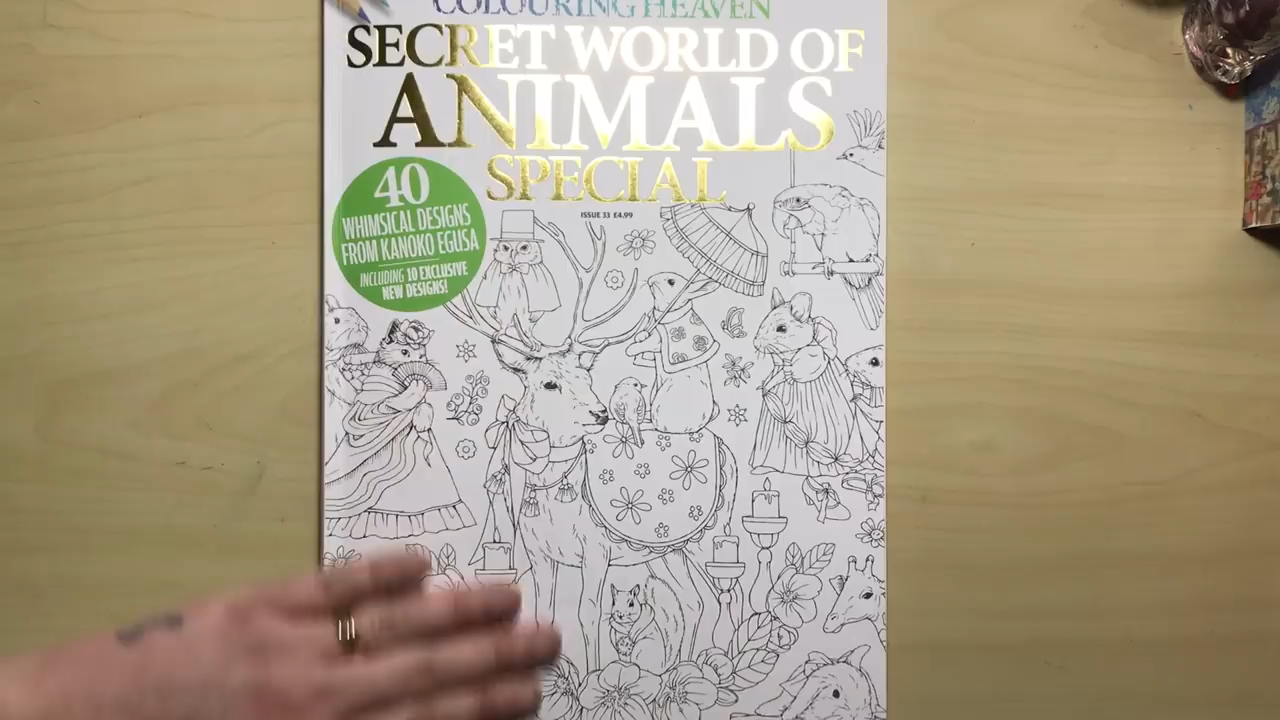 COLOURING HEAVEN
SECRET WORLD OF
ANIMALS
SPECIAL
ISSUE 33 £4.99
40
WHIMSICAL DESIGNS
FROM KANOKO EGUSA
INCLUDING 10 EXCLUSIVE
NEW DESIGNS!